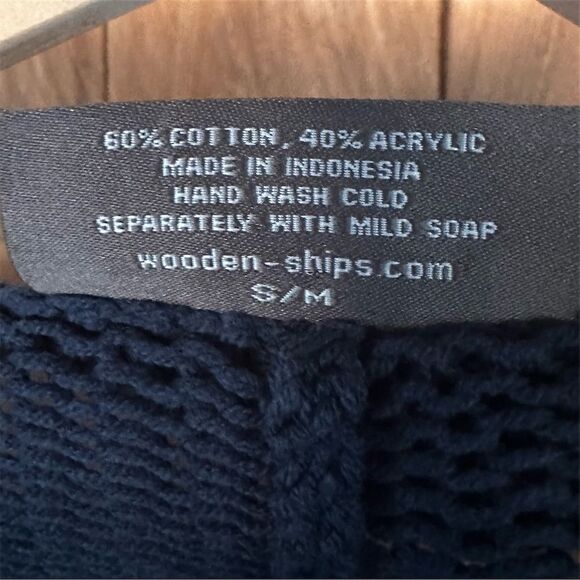 60% COTTON, 40% ACRYLIC
MADE IN INDONESIA
HAND WASH COLD
SEPARATELY WITH MILD SOAP
wooden-ships.com
S/M